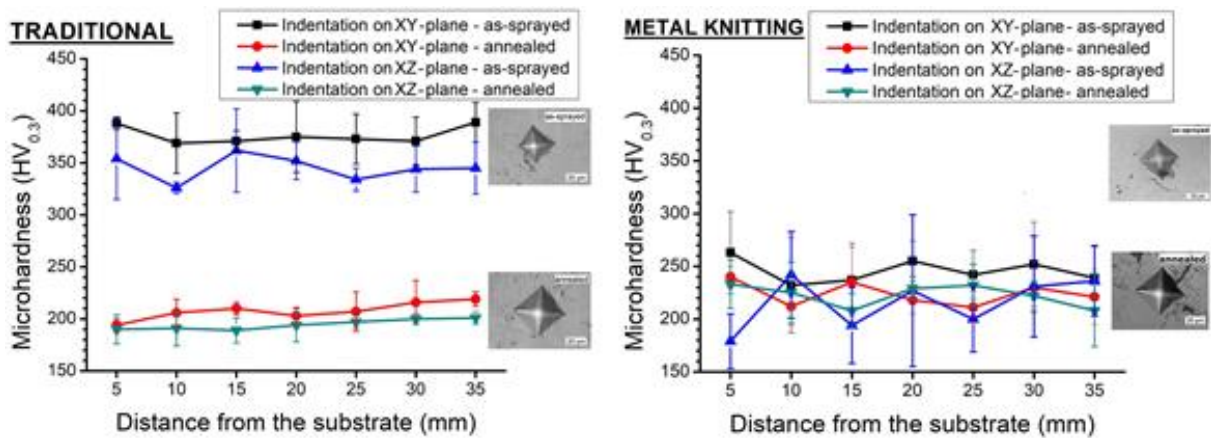 TRADITIONAL
Indentation on XY-plane - as-sprayed
Indentation on XY-plane - annealed
Indentation on XZ-plane - as-sprayed
Indentation on XZ-plane - annealed
450
400
350
300
250
200
150
Microhardness (HV0.3)
5 10 15 20 25 30 35
Distance from the substrate (mm)
as-sprayed
annealed
METAL KNITTING
Indentation on XY-plane - as-sprayed
Indentation on XY-plane - annealed
Indentation on XZ-plane- as-sprayed
Indentation on XZ-plane- annealed
450
400
350
300
250
200
150
Microhardness (HV0.3)
5 10 15 20 25 30 35
Distance from the substrate (mm)
as-sprayed
annealed